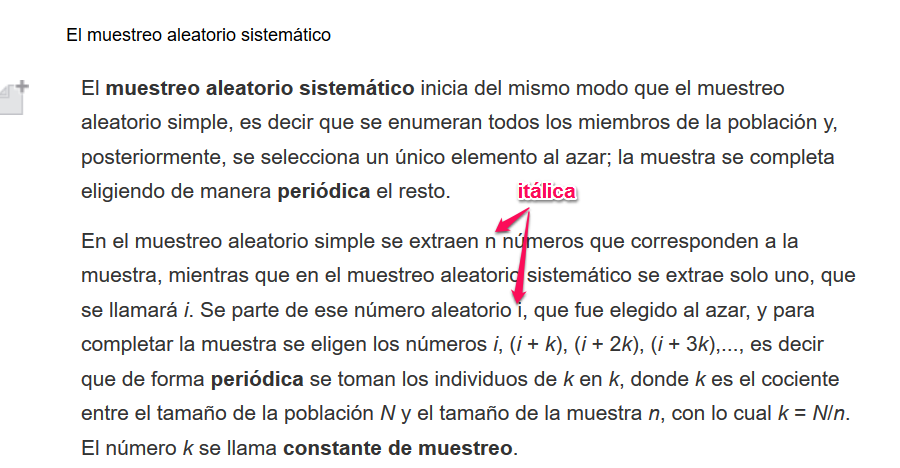 El muestreo aleatorio sistemático
El muestreo aleatorio sistemático inicia del mismo modo que el muestreo
aleatorio simple, es decir que se enumeran todos los miembros de la población y,
posteriormente, se selecciona un único elemento al azar; la muestra se completa
eligiendo de manera periódica el resto.
itálica
En el muestreo aleatorio simple se extraen n números que corresponden a la
muestra, mientras que en el muestreo aleatorio sistemático se extrae solo uno, que
se llamará i. Se parte de ese número aleatorio i, que fue elegido al azar, y para
completar la muestra se eligen los números i, (i + k), (i + 2k), (i + 3k),..., es decir
que de forma periódica se toman los individuos de k en k, donde k es el cociente
entre el tamaño de la población N y el tamaño de la muestra n, con lo cual k = N/n.
El número k se llama constante de muestreo.